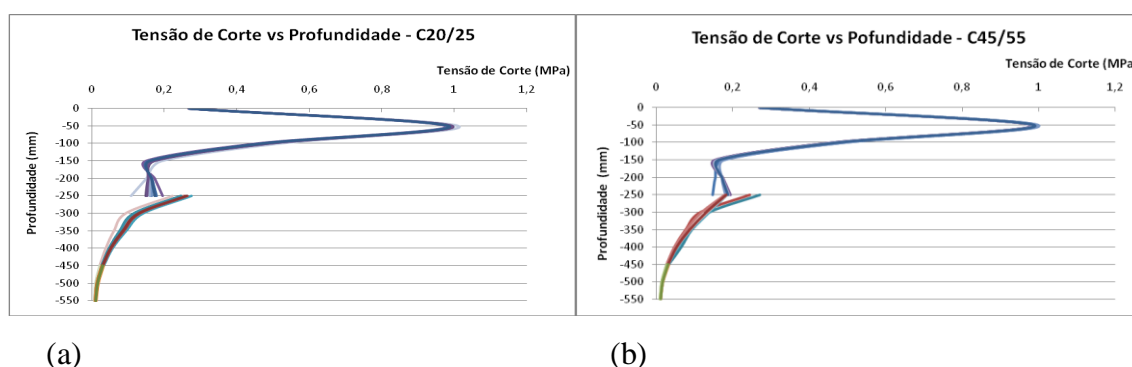 Tensão de Corte vs Profundidade - C20/25
Tensão de Corte (MPa)
0 0,2 0,4 0,6 0,8 1 1,2
Profundidade (mm)
0
-50
-100
-150
-200
-250
-300
-350
-400
-450
-500
-550
Tensão de Corte vs Pofundidade - C45/55
Tensão de Corte (MPa)
0 0,2 0,4 0,6 0,8 1 1,2
Profundidade (mm)
0
-50
-100
-150
-200
-250
-300
-350
-400
-450
-500
-550
(a) (b)